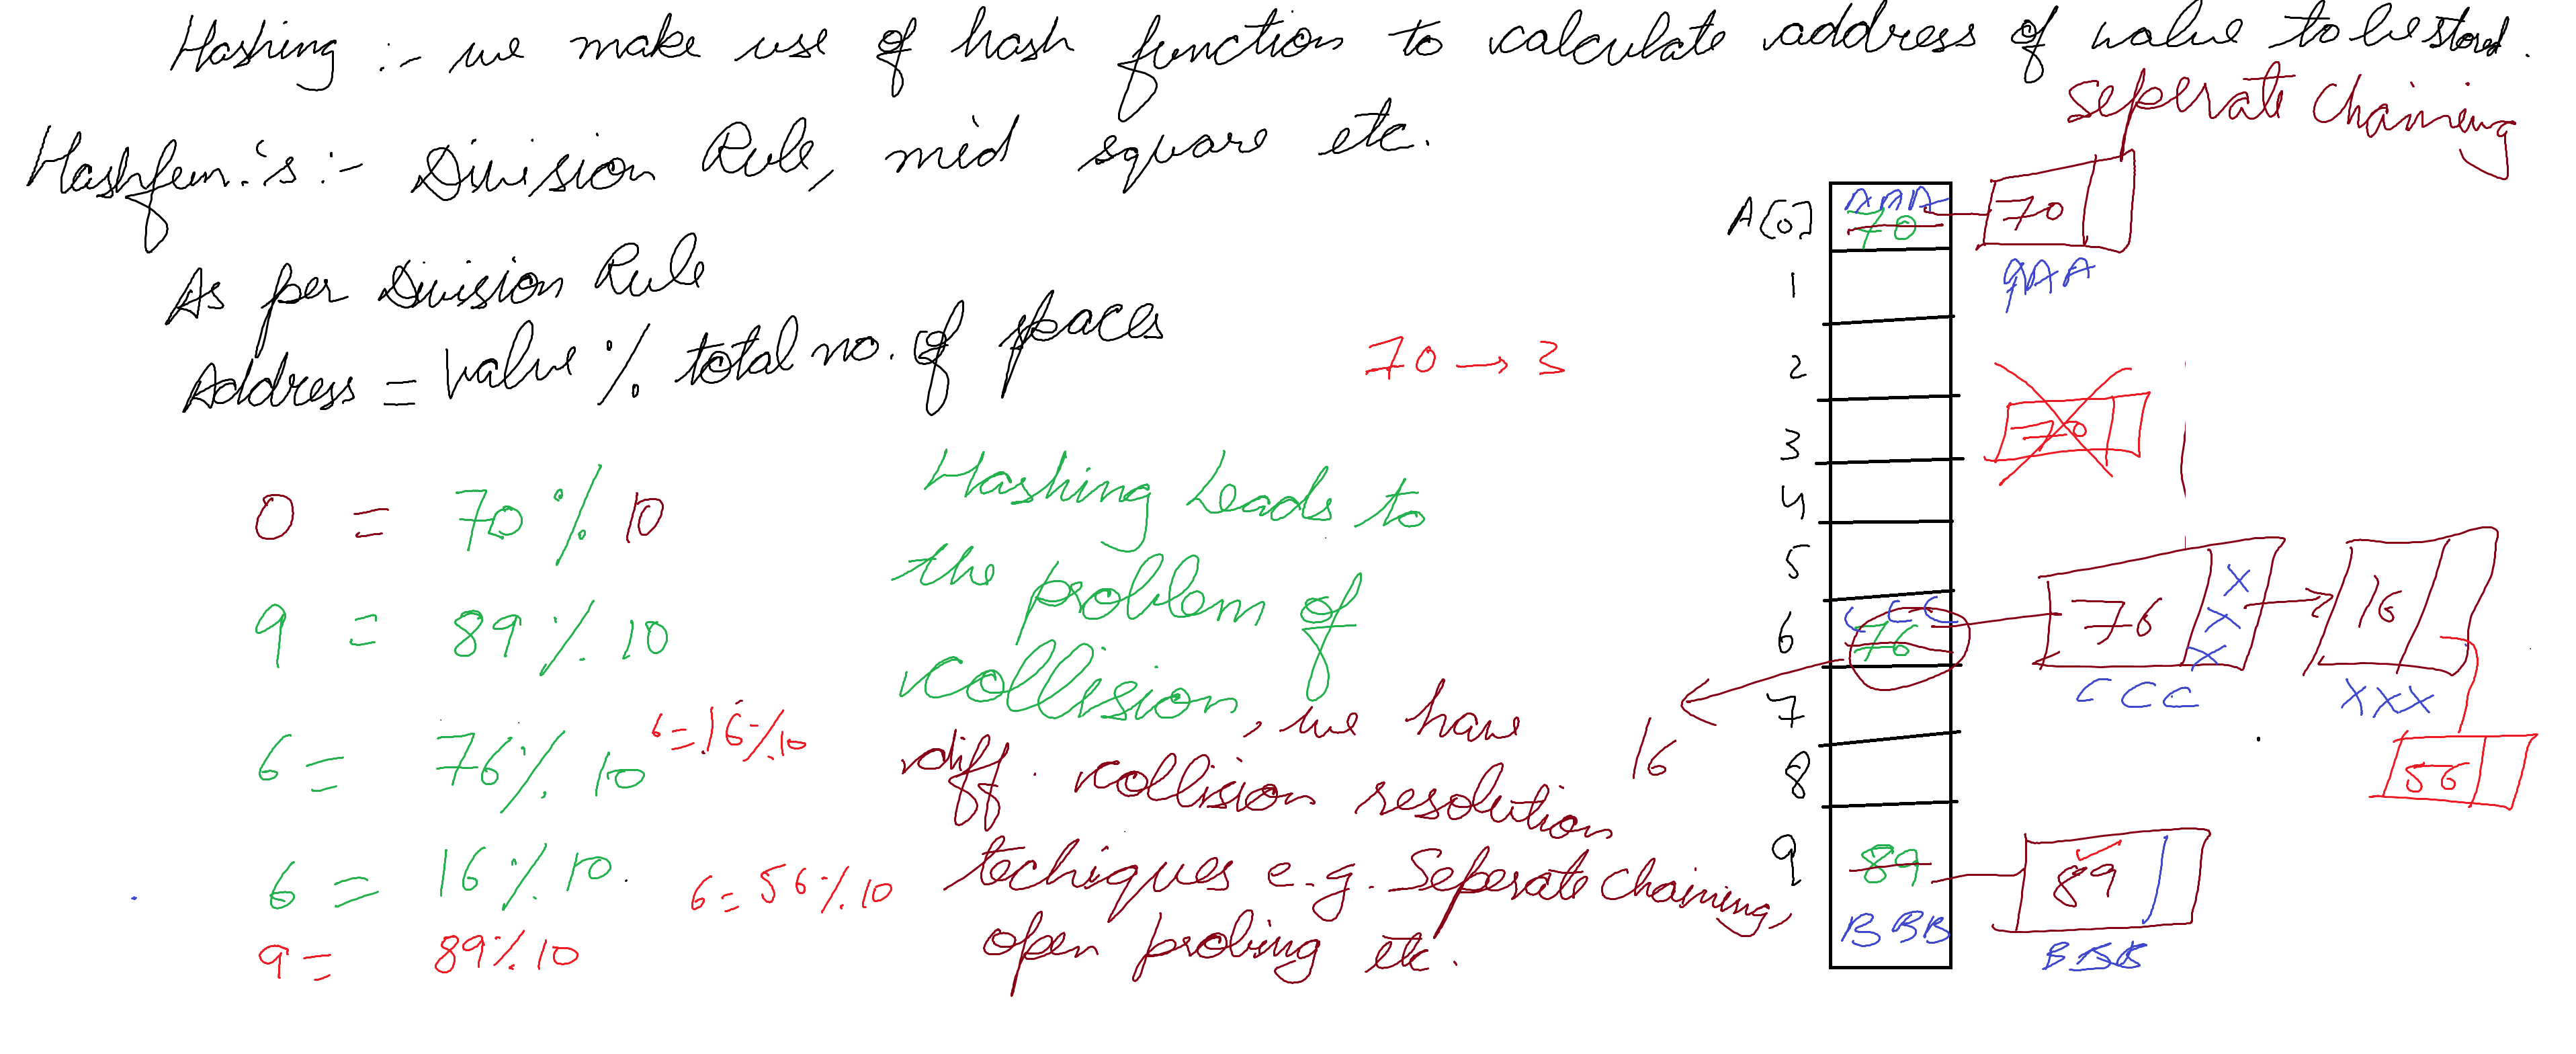 Hashing :- we make use of hash function to calculate address of value to be stored.
Seperate Chaining
Hashfun.'s :- Division Rule, mid square etc.
As per Division Rule
Address = value % total no. of spaces
70 → 3
0 = 70 % 10
9 = 89 % 10
6 = 76 % 10
6 = 16 % 10
6 = 16 % 10
6 = 56 % 10
9 = 89 % 10
Hashing Leads to
the problem of
collision, we have
diff. collision resolution
techiques e.g. Seperate Chaining,
open probing etc.
A[0] AAA 70
70
AAA
1
2
3
70
4
5
6 CCC 76
76 XXX
CCC
16
XXX
56
7
16
8
9 89 BBB
89
BBB